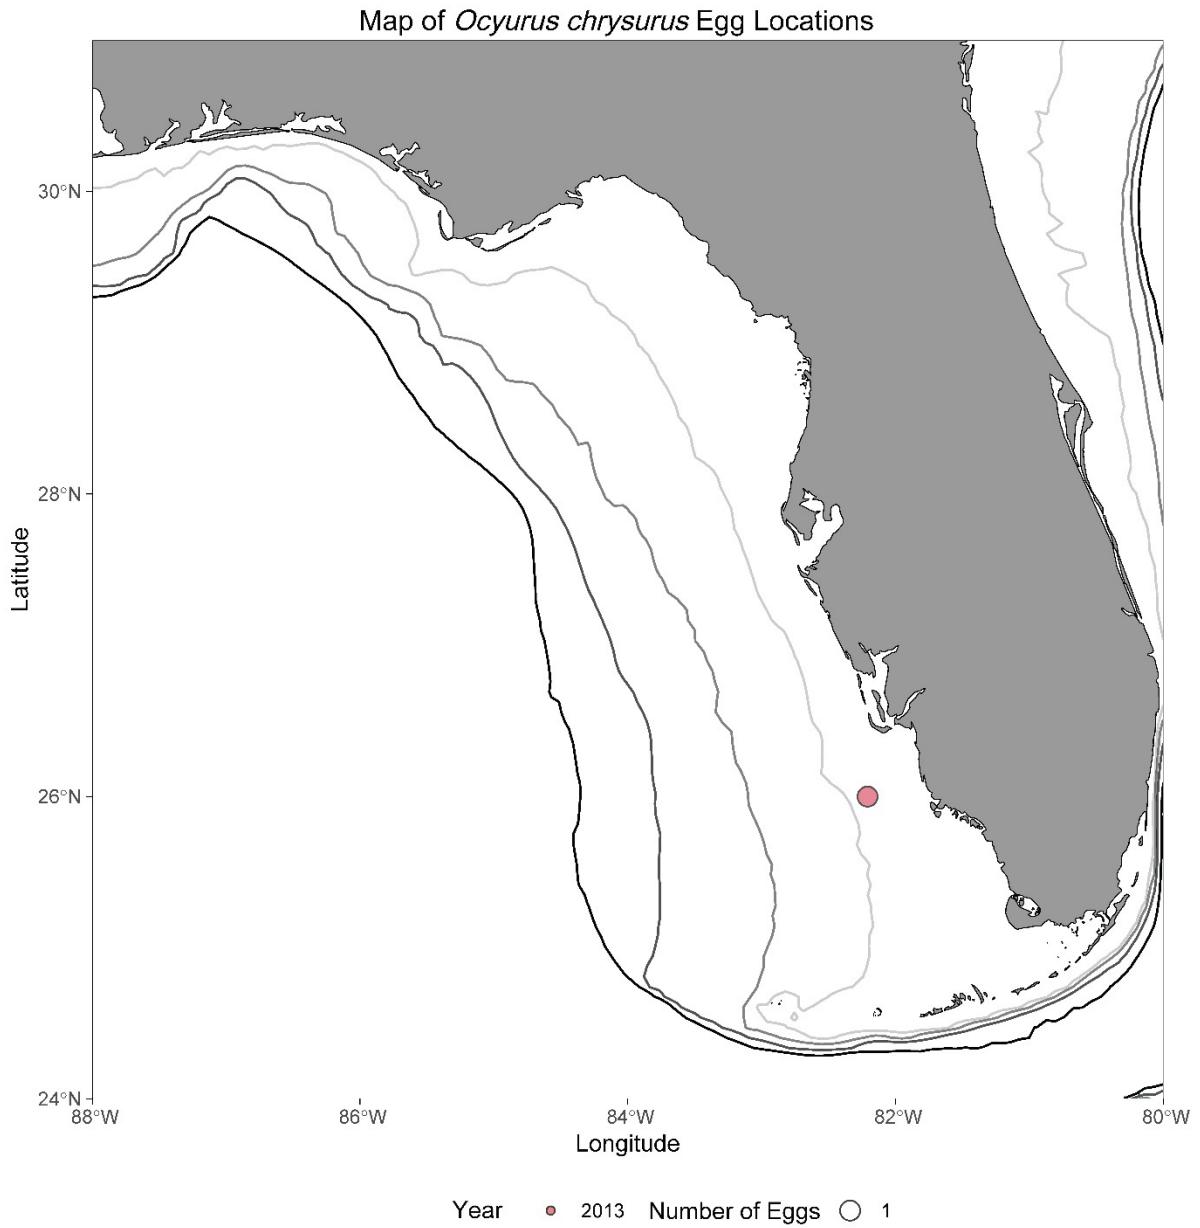 Map of Ocyurus chrysurus Egg Locations
30°N
28°N
26°N
24°N
Latitude
88°W 86°W 84°W 82°W 80°W
Longitude
Year 2013 Number of Eggs 1